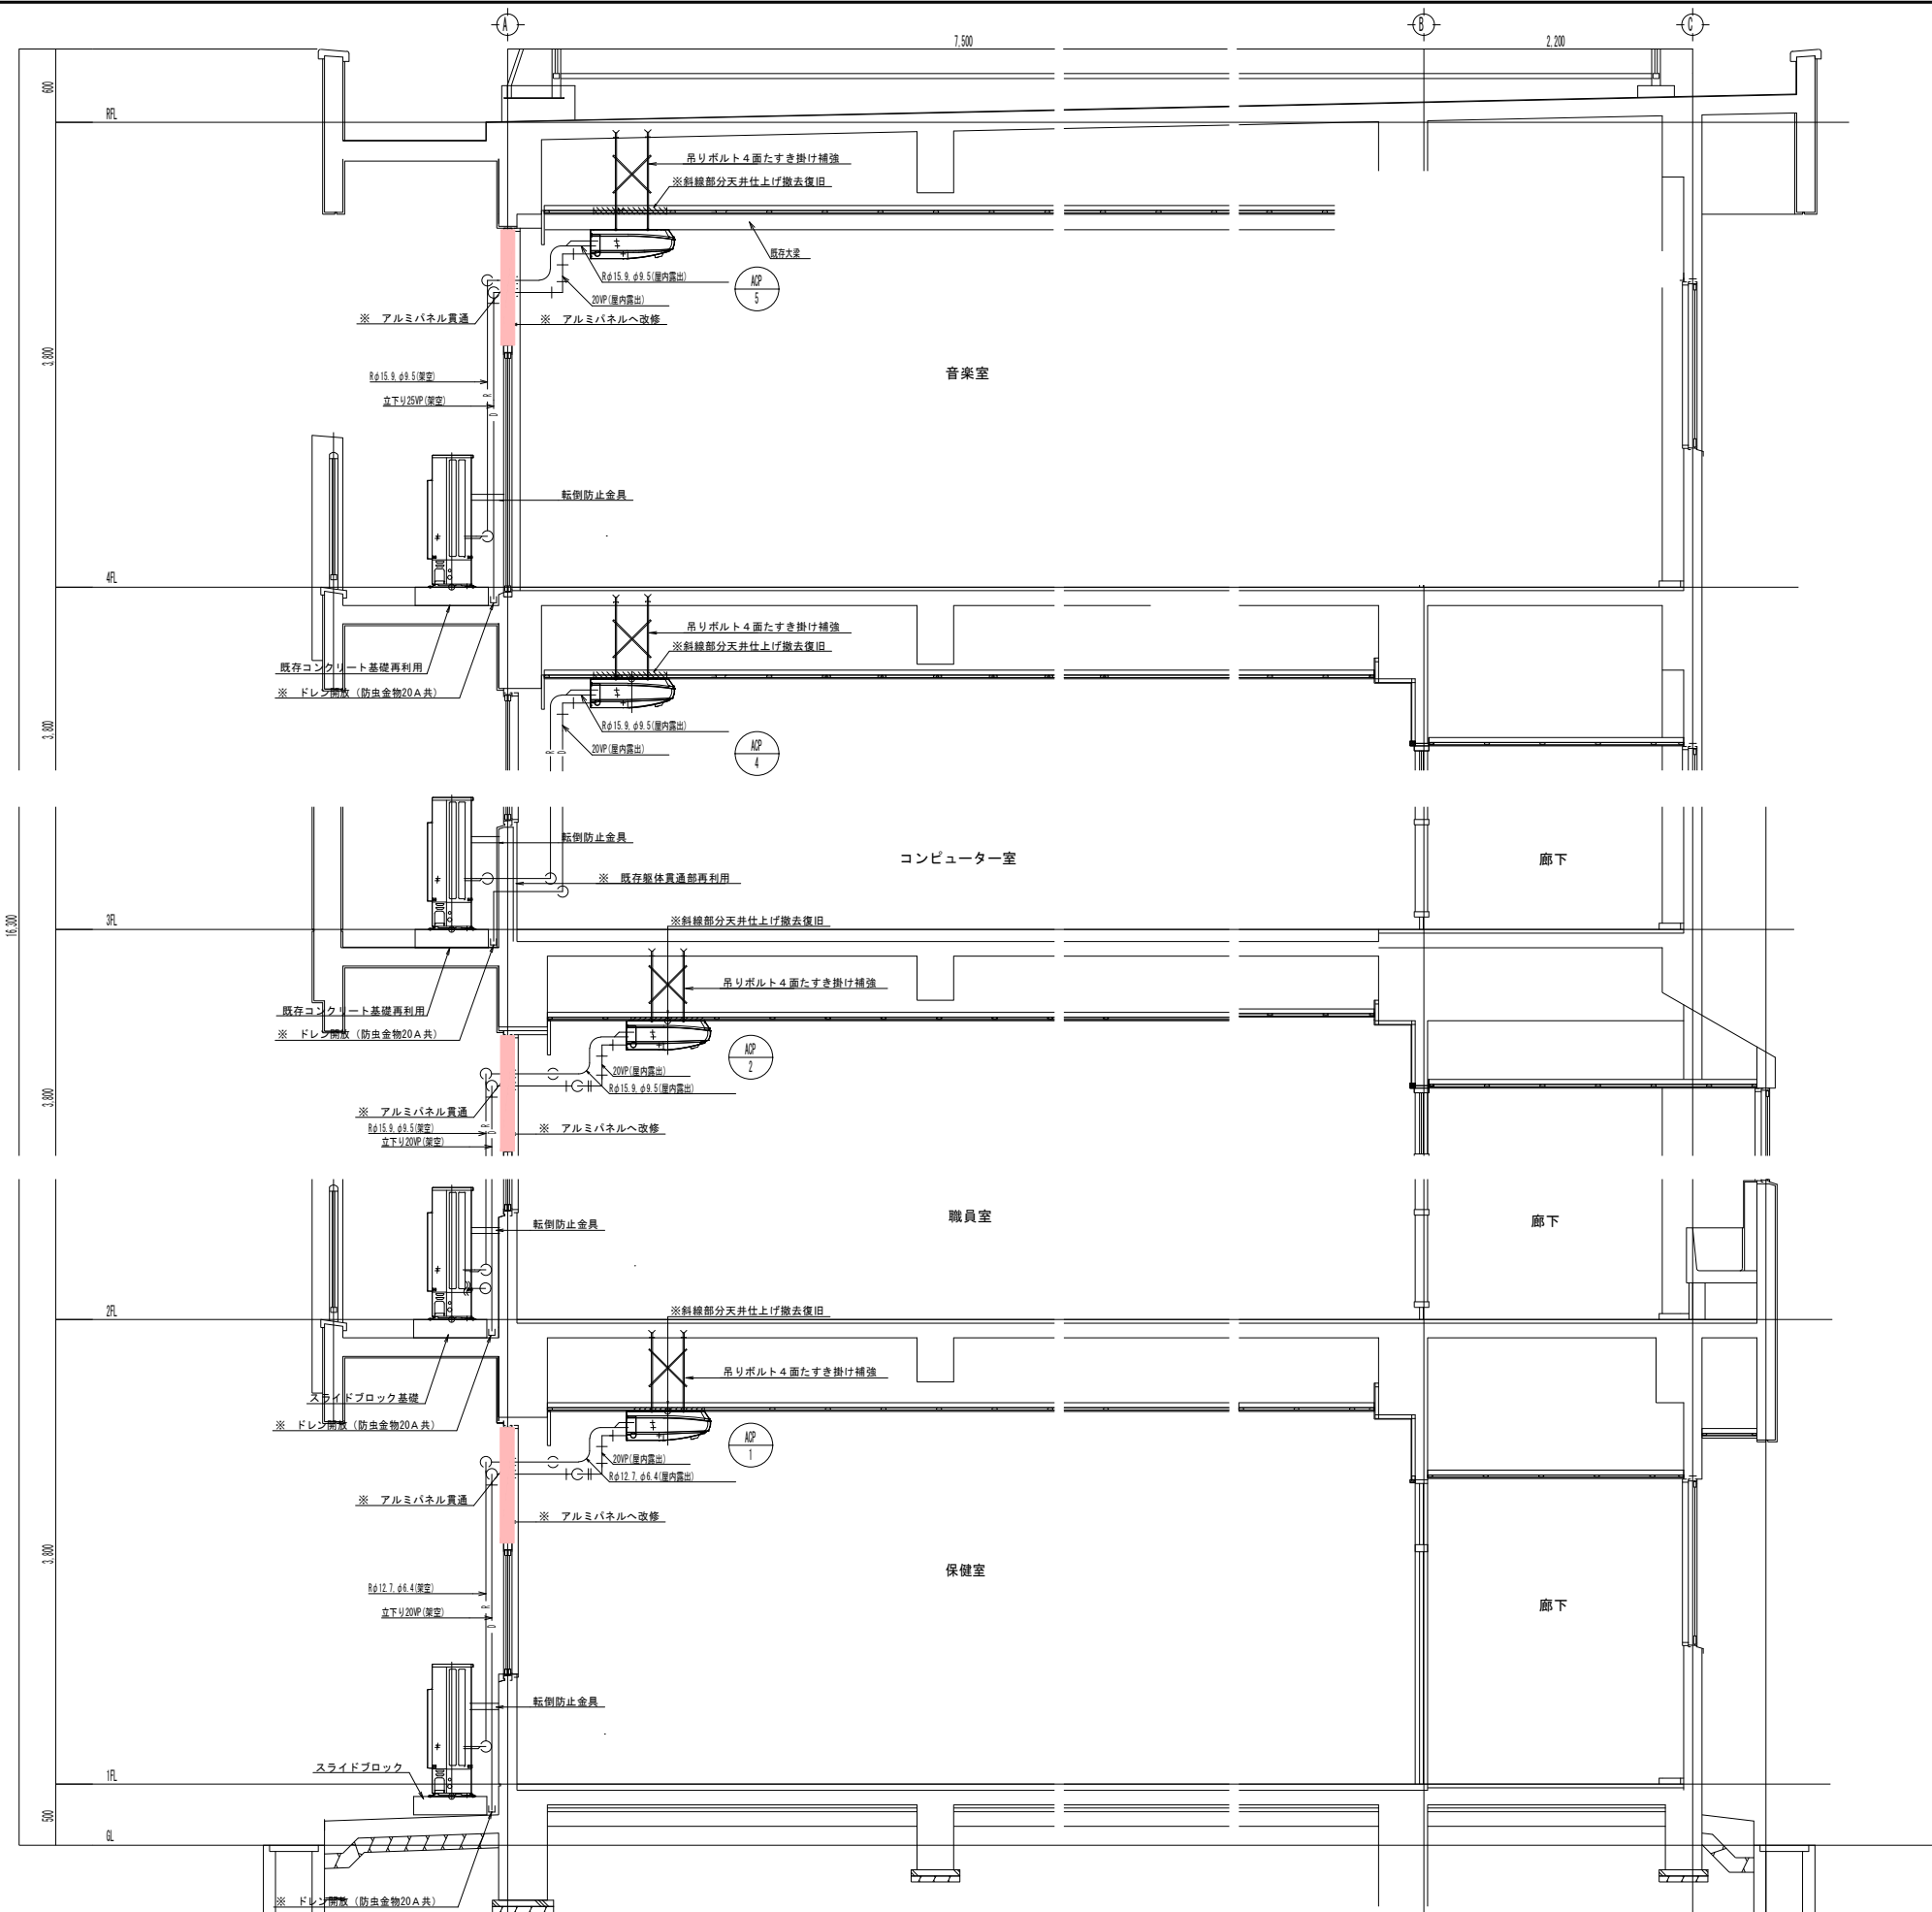 A
B
C
7,500
2,200
600
RFL
吊りボルト4面たすき掛け補強
※斜線部分天井仕上げ撤去復旧
既存大梁
Rφ15.9, φ9.5(屋内露出)
ACP
5
20VP(屋内露出)
※ アルミパネル貫通
※ アルミパネルへ改修
3,800
音楽室
Rφ15.9, φ9.5(架空)
立下り25VP(架空)
R
D
転倒防止金具
4FL
吊りボルト4面たすき掛け補強
※斜線部分天井仕上げ撤去復旧
既存コンクリート基礎再利用
※ ドレン開放(防虫金物20A共)
Rφ15.9, φ9.5(屋内露出)
3,800
20VP(屋内露出)
ACP
4
R
D
転倒防止金具
コンピューター室
廊下
※ 既存躯体貫通部再利用
16,300
3FL
※斜線部分天井仕上げ撤去復旧
吊りボルト4面たすき掛け補強
既存コンクリート基礎再利用
※ ドレン開放(防虫金物20A共)
ACP
2
20VP(屋内露出)
Rφ15.9, φ9.5(屋内露出)
3,800
※ アルミパネル貫通
Rφ15.9, φ9.5(架空)
※ アルミパネルへ改修
立下り20VP(架空)
R
D
職員室
廊下
転倒防止金具
2FL
※斜線部分天井仕上げ撤去復旧
吊りボルト4面たすき掛け補強
スライドブロック基礎
※ ドレン開放(防虫金物20A共)
ACP
1
20VP(屋内露出)
Rφ12.7, φ6.4(屋内露出)
※ アルミパネル貫通
※ アルミパネルへ改修
3,800
保健室
Rφ12.7, φ6.4(架空)
廊下
立下り20VP(架空)
R
D
転倒防止金具
スライドブロック
1FL
500
GL
※ ドレン開放(防虫金物20A共)